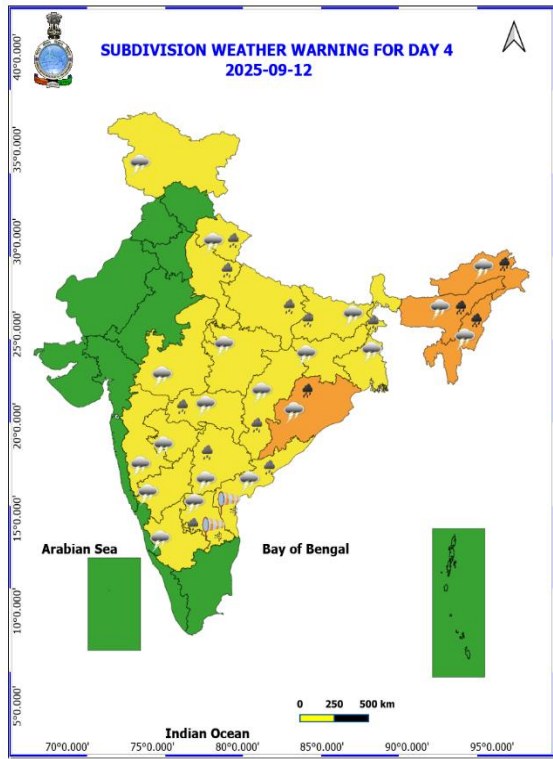 SUBDIVISION WEATHER WARNING FOR DAY 4
2025-09-12
40°0.000'
35°0.000'
30°0.000'
25°0.000'
20°0.000'
15°0.000'
10°0.000'
5°0.000'
Arabian Sea
Bay of Bengal
0 250 500 km
Indian Ocean
70°0.000' 75°0.000' 80°0.000' 85°0.000' 90°0.000' 95°0.000'